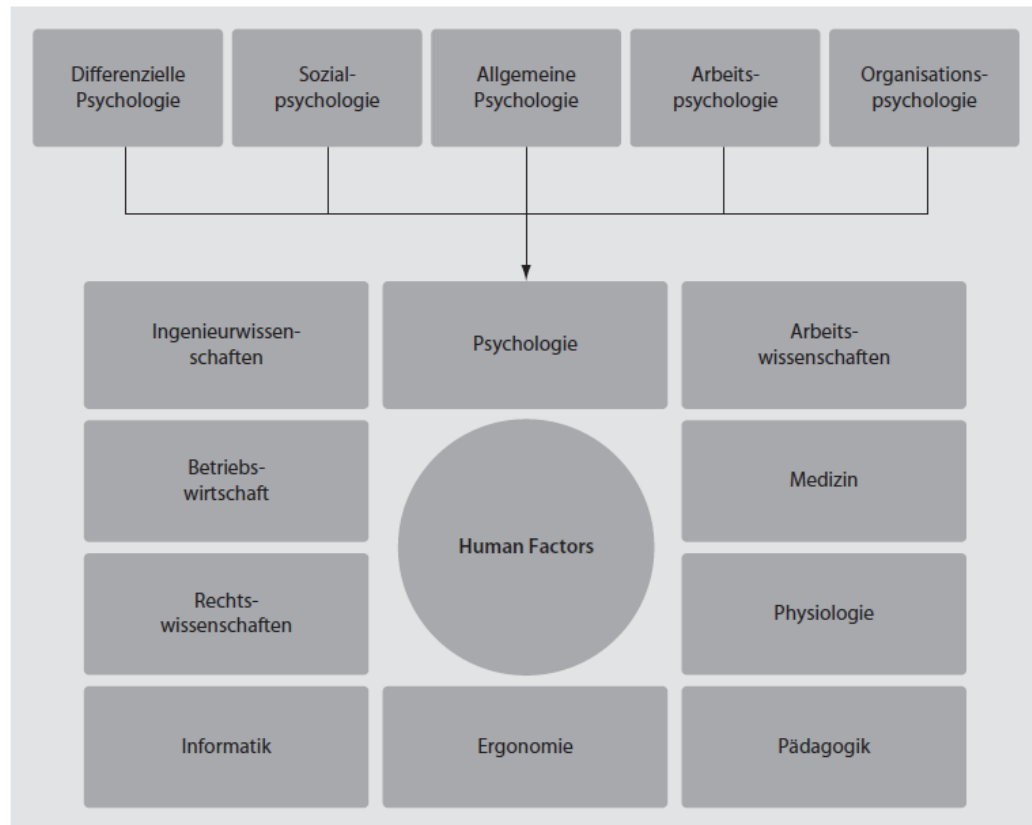 Differenzielle
Psychologie
Sozial-
psychologie
Allgemeine
Psychologie
Arbeits-
psychologie
Organisations-
psychologie
Ingenieurwissen-
schaften
Psychologie
Arbeits-
wissenschaften
Betriebs-
wirtschaft
Medizin
Human Factors
Rechts-
wissenschaften
Physiologie
Informatik
Ergonomie
Pädagogik